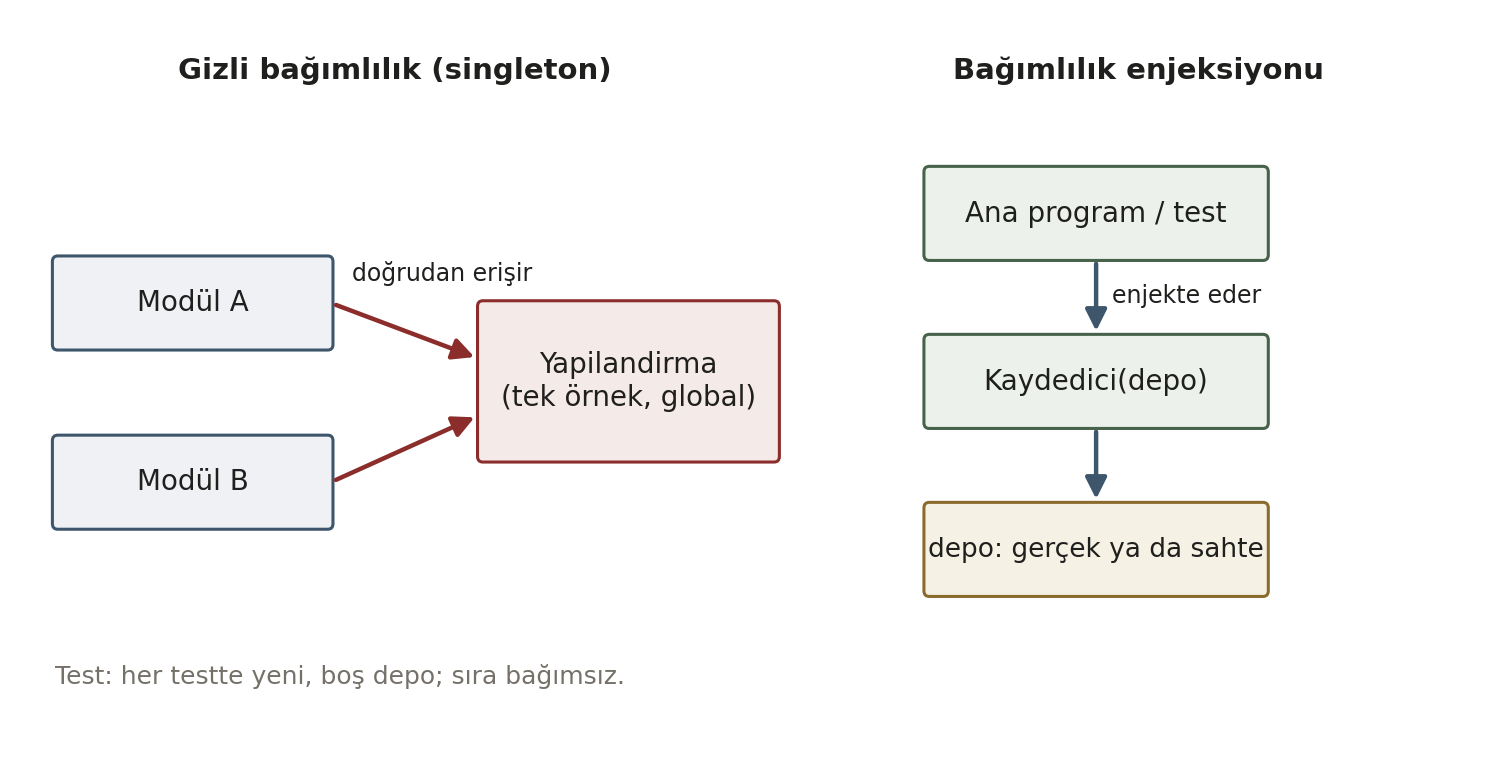 Gizli bağımlılık (singleton)
Modül A
doğrudan erişir
Yapilandirma
(tek örnek, global)
Modül B
Bağımlılık enjeksiyonu
Ana program / test
enjekte eder
Kaydedici(depo)
depo: gerçek ya da sahte
Test: her testte yeni, boş depo; sıra bağımsız.